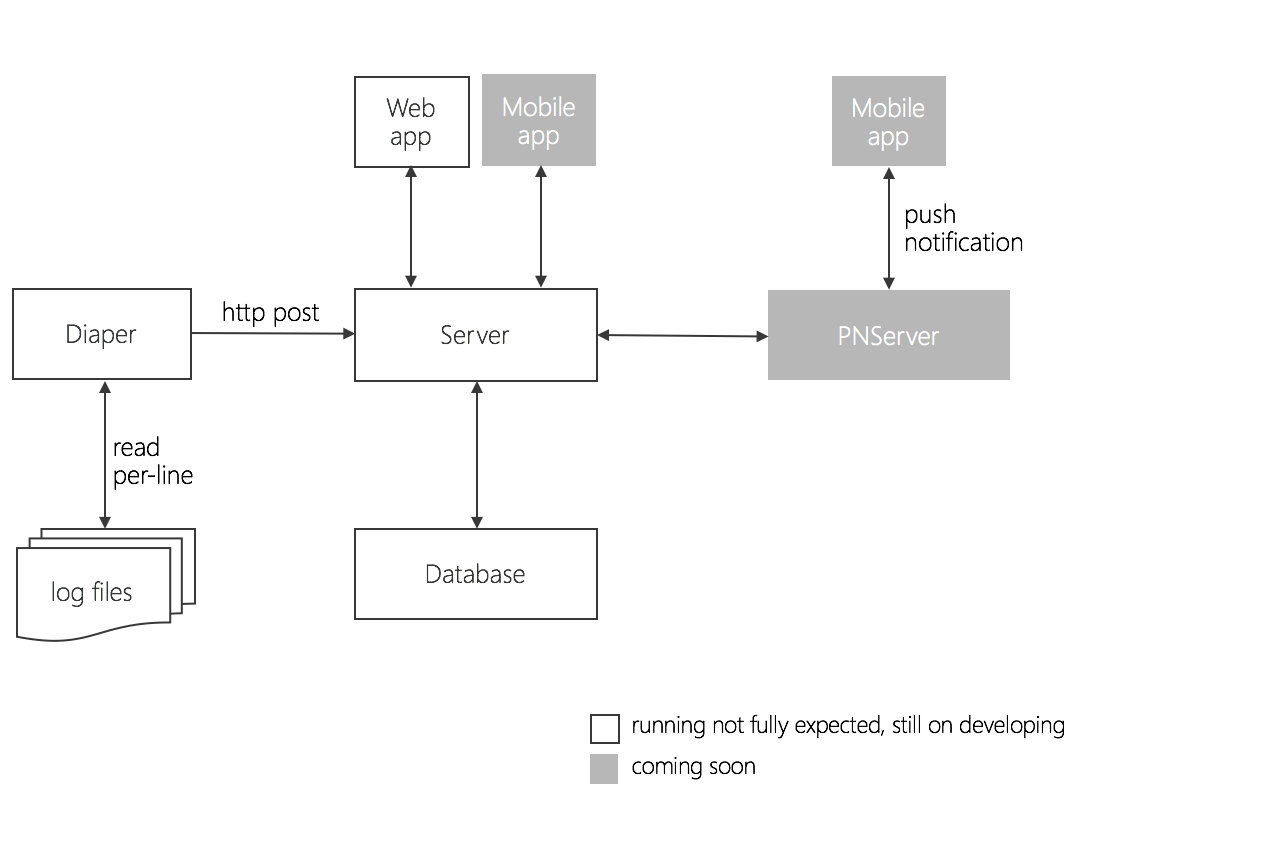 Web
app
Mobile
app
Mobile
app
push
notification
http post
Diaper
Server
PNServer
read
per-line
log files
Database
running not fully expected, still on developing
coming soon